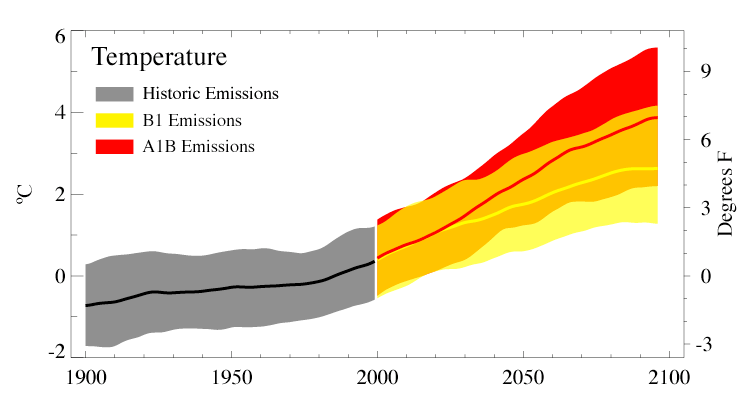 Temperature
Historic Emissions
B1 Emissions
A1B Emissions
6
4
2
0
-2
ºC
9
6
3
0
-3
Degrees F
1900
1950
2000
2050
2100